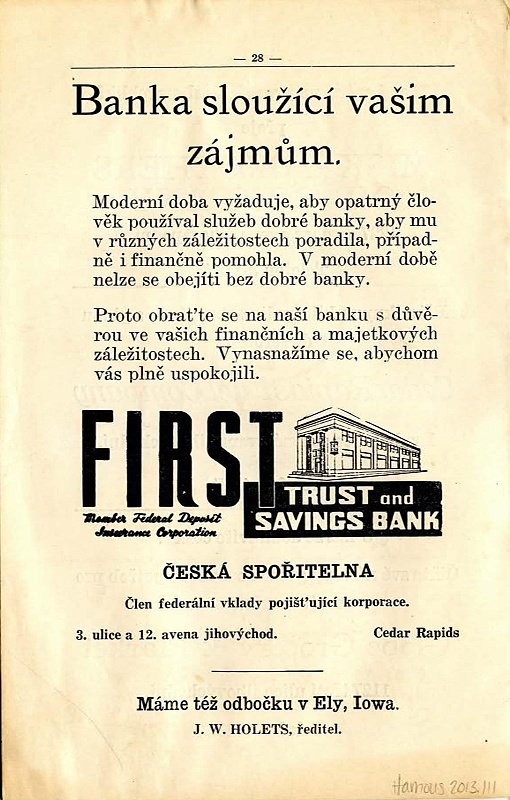 — 28 —
Banka sloužící vašim
zájmům.
Moderní doba vyžaduje, aby opatrný člo-
věk používal služeb dobré banky, aby mu
v různých záležitostech poradila, případ-
ně i finančně pomohla. V moderní době
nelze se obejíti bez dobré banky.
Proto obrat'te se na naší banku s důvě-
rou ve vašich finančních a majetkových
záležitostech. Vynasnažíme se, abychom
vás plně uspokojili.
FIRST
TRUST and
SAVINGS BANK
Member Federal Deposit
Insurance Corporation
ČESKÁ SPOŘITELNA
Člen federální vklady pojišt'ující korporace.
3. ulice a 12. avena jihovýchod. Cedar Rapids
Máme též odbočku v Ely, Iowa.
J. W. HOLETS, ředitel.
Hamous 2013.111